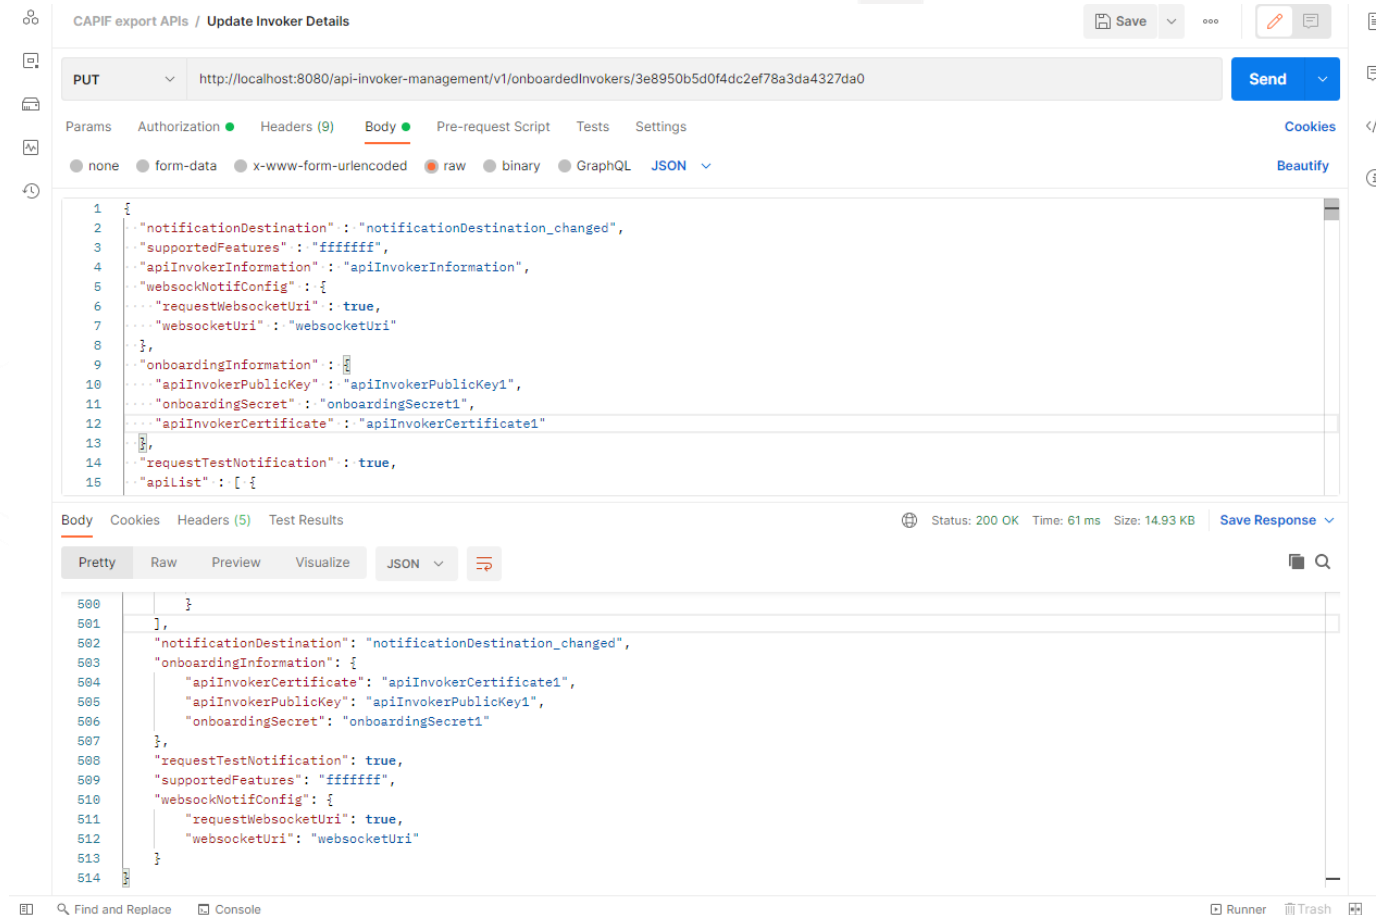 CAPIF export APIs / Update Invoker Details
Save
PUT
http://localhost:8080/api-invoker-management/v1/onboardedInvokers/3e8950b5d0f4dc2ef78a3da4327da0
Send
Params Authorization Headers (9) Body Pre-request Script Tests Settings Cookies
none form-data x-www-form-urlencoded raw binary GraphQL JSON Beautify
1 {
2 "notificationDestination" : "notificationDestination_changed",
3 "supportedFeatures" : "fffffff",
4 "apiInvokerInformation" : "apiInvokerInformation",
5 "websockNotifConfig" : {
6 "requestWebsocketUri" : true,
7 "websocketUri" : "websocketUri"
8 },
9 "onboardingInformation" : {
10 "apiInvokerPublicKey" : "apiInvokerPublicKey1",
11 "onboardingSecret" : "onboardingSecret1",
12 "apiInvokerCertificate" : "apiInvokerCertificate1"
13 },
14 "requestTestNotification" : true,
15 "apiList" : [ {
Body Cookies Headers (5) Test Results Status: 200 OK Time: 61 ms Size: 14.93 KB Save Response
Pretty Raw Preview Visualize JSON
500 }
501 ],
502 "notificationDestination": "notificationDestination_changed",
503 "onboardingInformation": {
504 "apiInvokerCertificate": "apiInvokerCertificate1",
505 "apiInvokerPublicKey": "apiInvokerPublicKey1",
506 "onboardingSecret": "onboardingSecret1"
507 },
508 "requestTestNotification": true,
509 "supportedFeatures": "fffffff",
510 "websockNotifConfig": {
511 "requestWebsocketUri": true,
512 "websocketUri": "websocketUri"
513 }
514 }
Find and Replace Console Runner Trash